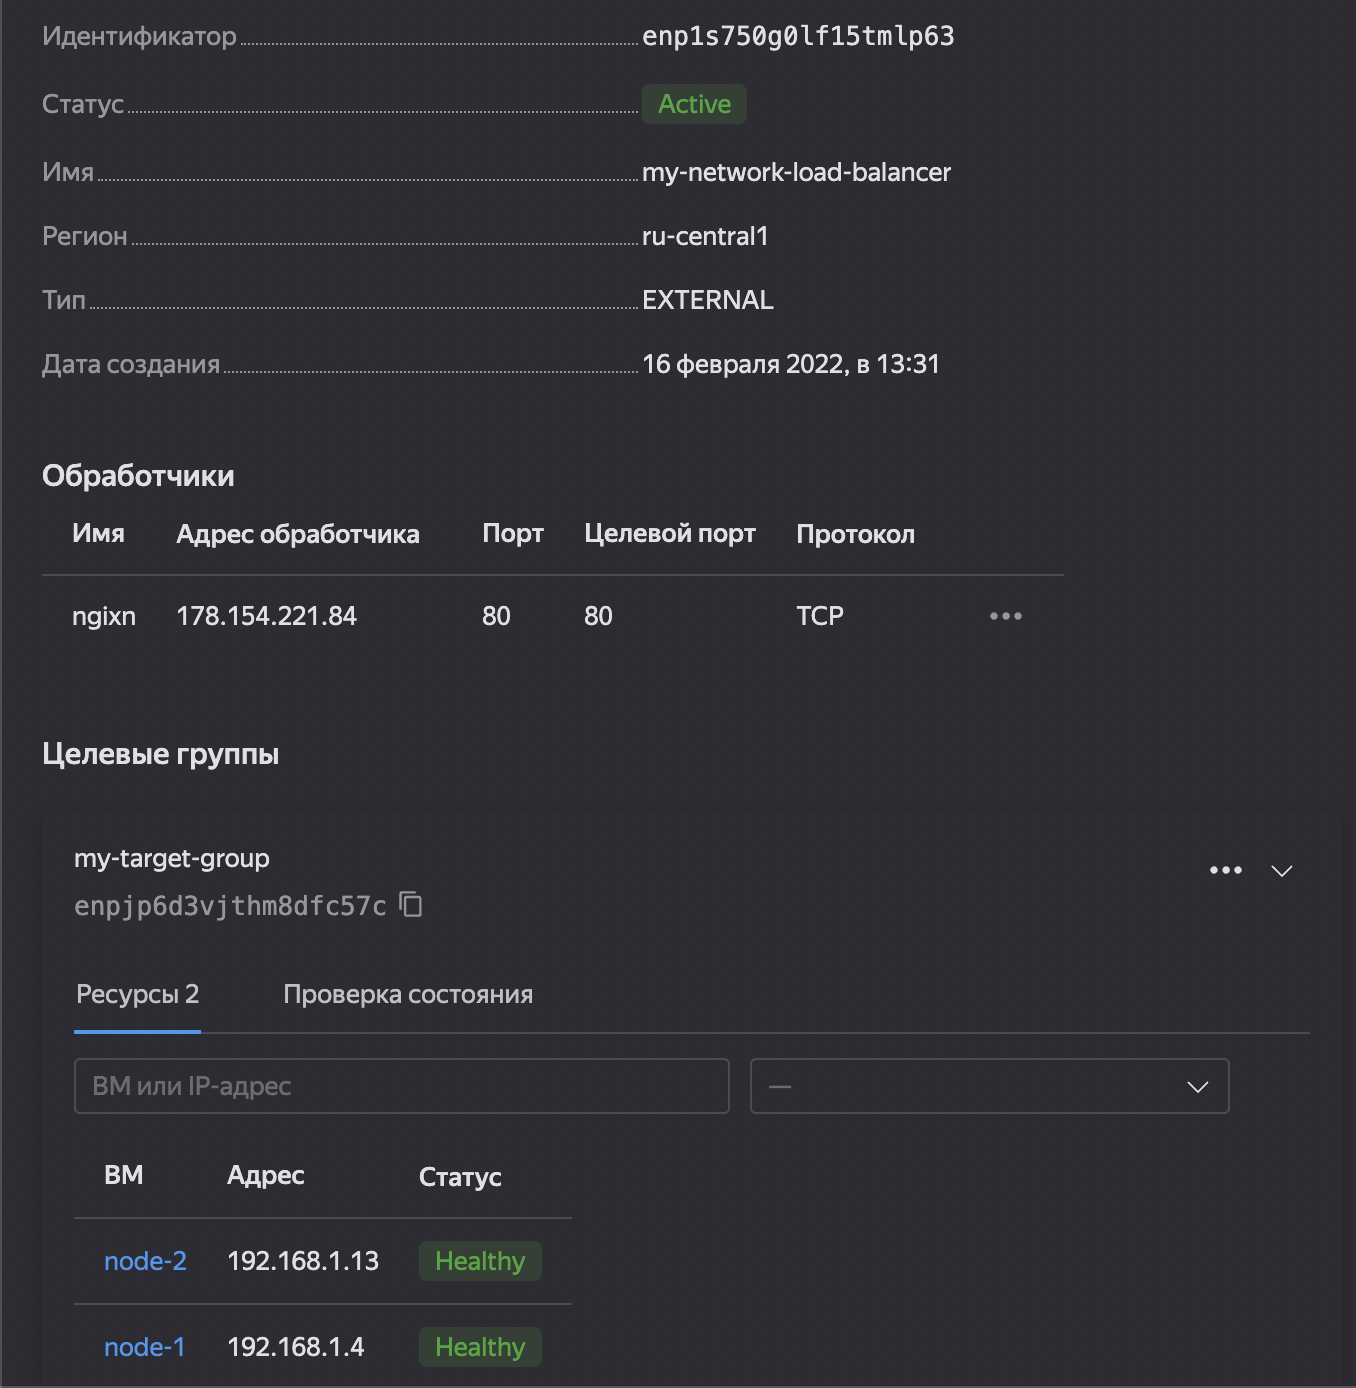 Идентификатор enp1s750g0lf15tmlp63
Статус Active
Имя my-network-load-balancer
Регион ru-central1
Тип EXTERNAL
Дата создания 16 февраля 2022, в 13:31
Обработчики
Имя Адрес обработчика Порт Целевой порт Протокол
ngixn 178.154.221.84 80 80 TCP
Целевые группы
my-target-group
enpjp6d3vjthm8dfc57c
Ресурсы 2 Проверка состояния
ВМ или IP-адрес —
ВМ Адрес Статус
node-2 192.168.1.13 Healthy
node-1 192.168.1.4 Healthy